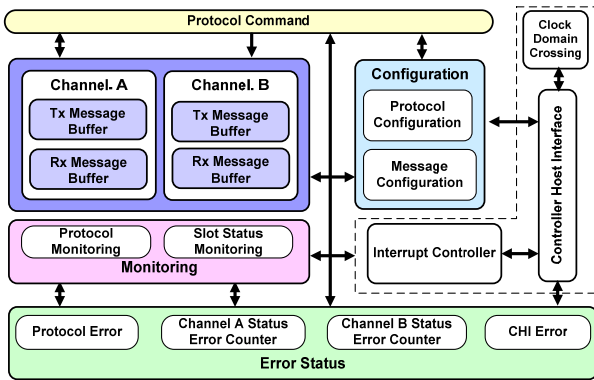 Protocol Command
Clock
Domain
Crossing
Channel. A
Tx Message
Buffer
Rx Message
Buffer
Channel. B
Tx Message
Buffer
Rx Message
Buffer
Configuration
Protocol
Configuration
Message
Configuration
Controller Host Interface
Protocol
Monitoring
Slot Status
Monitoring
Monitoring
Interrupt Controller
Protocol Error
Channel A Status
Error Counter
Channel B Status
Error Counter
CHI Error
Error Status